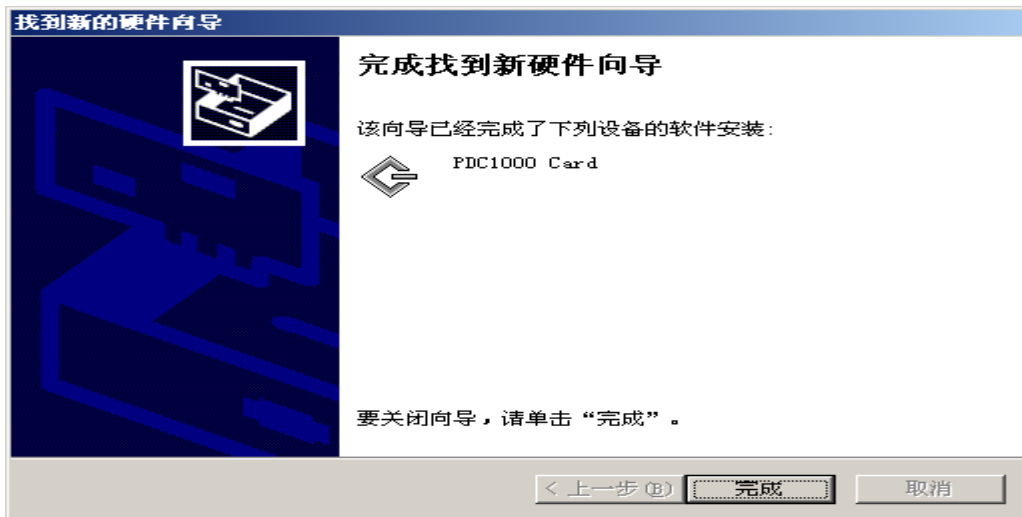 找到新的硬件向导
完成找到新硬件向导
该向导已经完成了下列设备的软件安装:
PDC1000 Card
要关闭向导，请单击“完成”。
< 上一步(B) 完成 取消